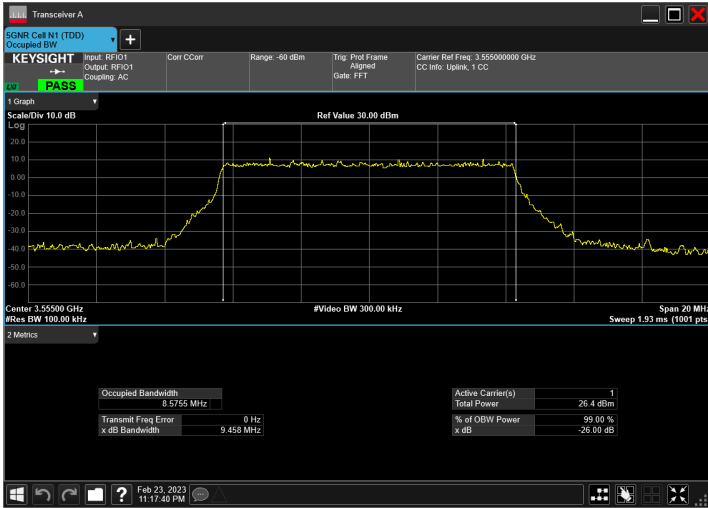 Transceiver A
5GNR Cell N1 (TDD)
Occupied BW
KEYSIGHT
LXI
PASS
Input: RFIO1
Output: RFIO1
Coupling: AC
Corr CCorr
Range: -60 dBm
Trig: Prot Frame
Aligned
Gate: FFT
Carrier Ref Freq: 3.555000000 GHz
CC Info: Uplink, 1 CC
1 Graph
Scale/Div 10.0 dB
Ref Value 30.00 dBm
Log
20.0
10.0
0.00
-10.0
-20.0
-30.0
-40.0
-50.0
-60.0
Center 3.55500 GHz
#Video BW 300.00 kHz
Span 20 MHz
#Res BW 100.00 kHz
Sweep 1.93 ms (1001 pts
2 Metrics
Occupied Bandwidth
8.5755 MHz
Transmit Freq Error 0 Hz
x dB Bandwidth 9.458 MHz
Active Carrier(s) 1
Total Power 26.4 dBm
% of OBW Power 99.00 %
x dB -26.00 dB
?
Feb 23, 2023
11:17:40 PM